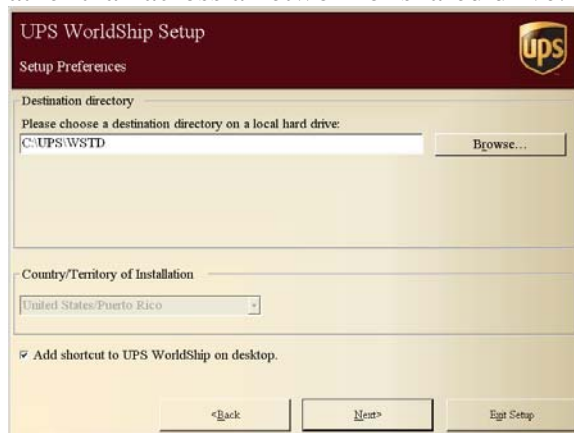 UPS WorldShip Setup
Setup Preferences
ups
Destination directory
Please choose a destination directory on a local hard drive:
C:\UPS\WSTD
Browse...
Country/Territory of Installation
United States/Puerto Rico
Add shortcut to UPS WorldShip on desktop.
<Back
Next>
Exit Setup